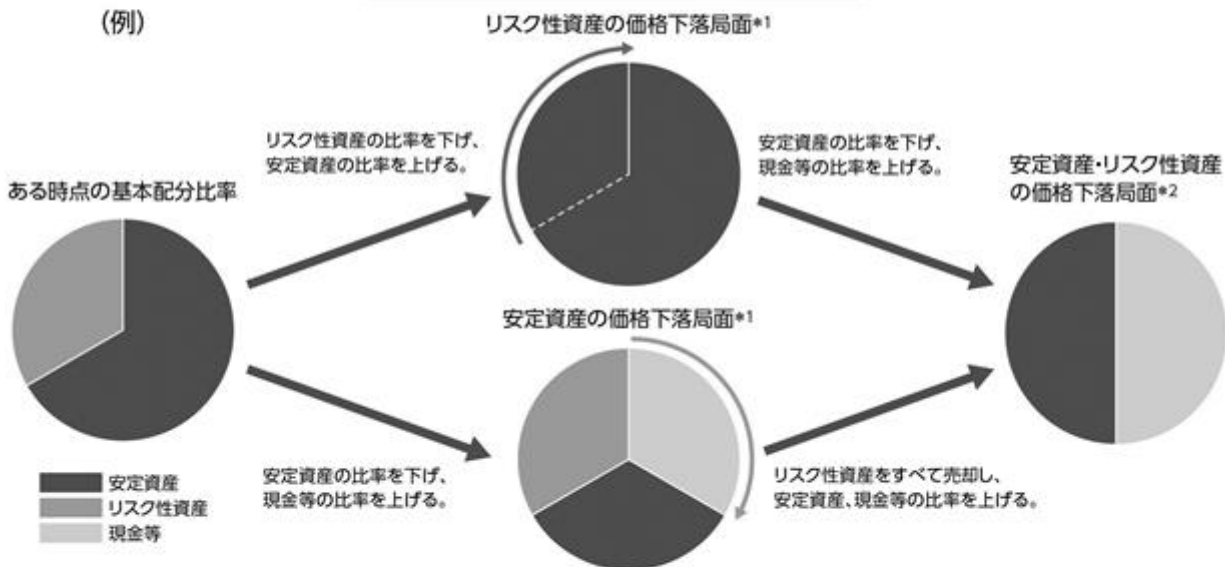 (例)
リスク性資産の価格下落局面*1
リスク性資産の比率を下げ、
安定資産の比率を上げる。
安定資産の比率を下げ、
現金等の比率を上げる。
安定資産・リスク性資産
の価格下落局面*2
ある時点の基本配分比率
安定資産の価格下落局面*1
安定資産の比率を下げ、
現金等の比率を上げる。
リスク性資産をすべて売却し、
安定資産、現金等の比率を上げる。
安定資産
リスク性資産
現金等